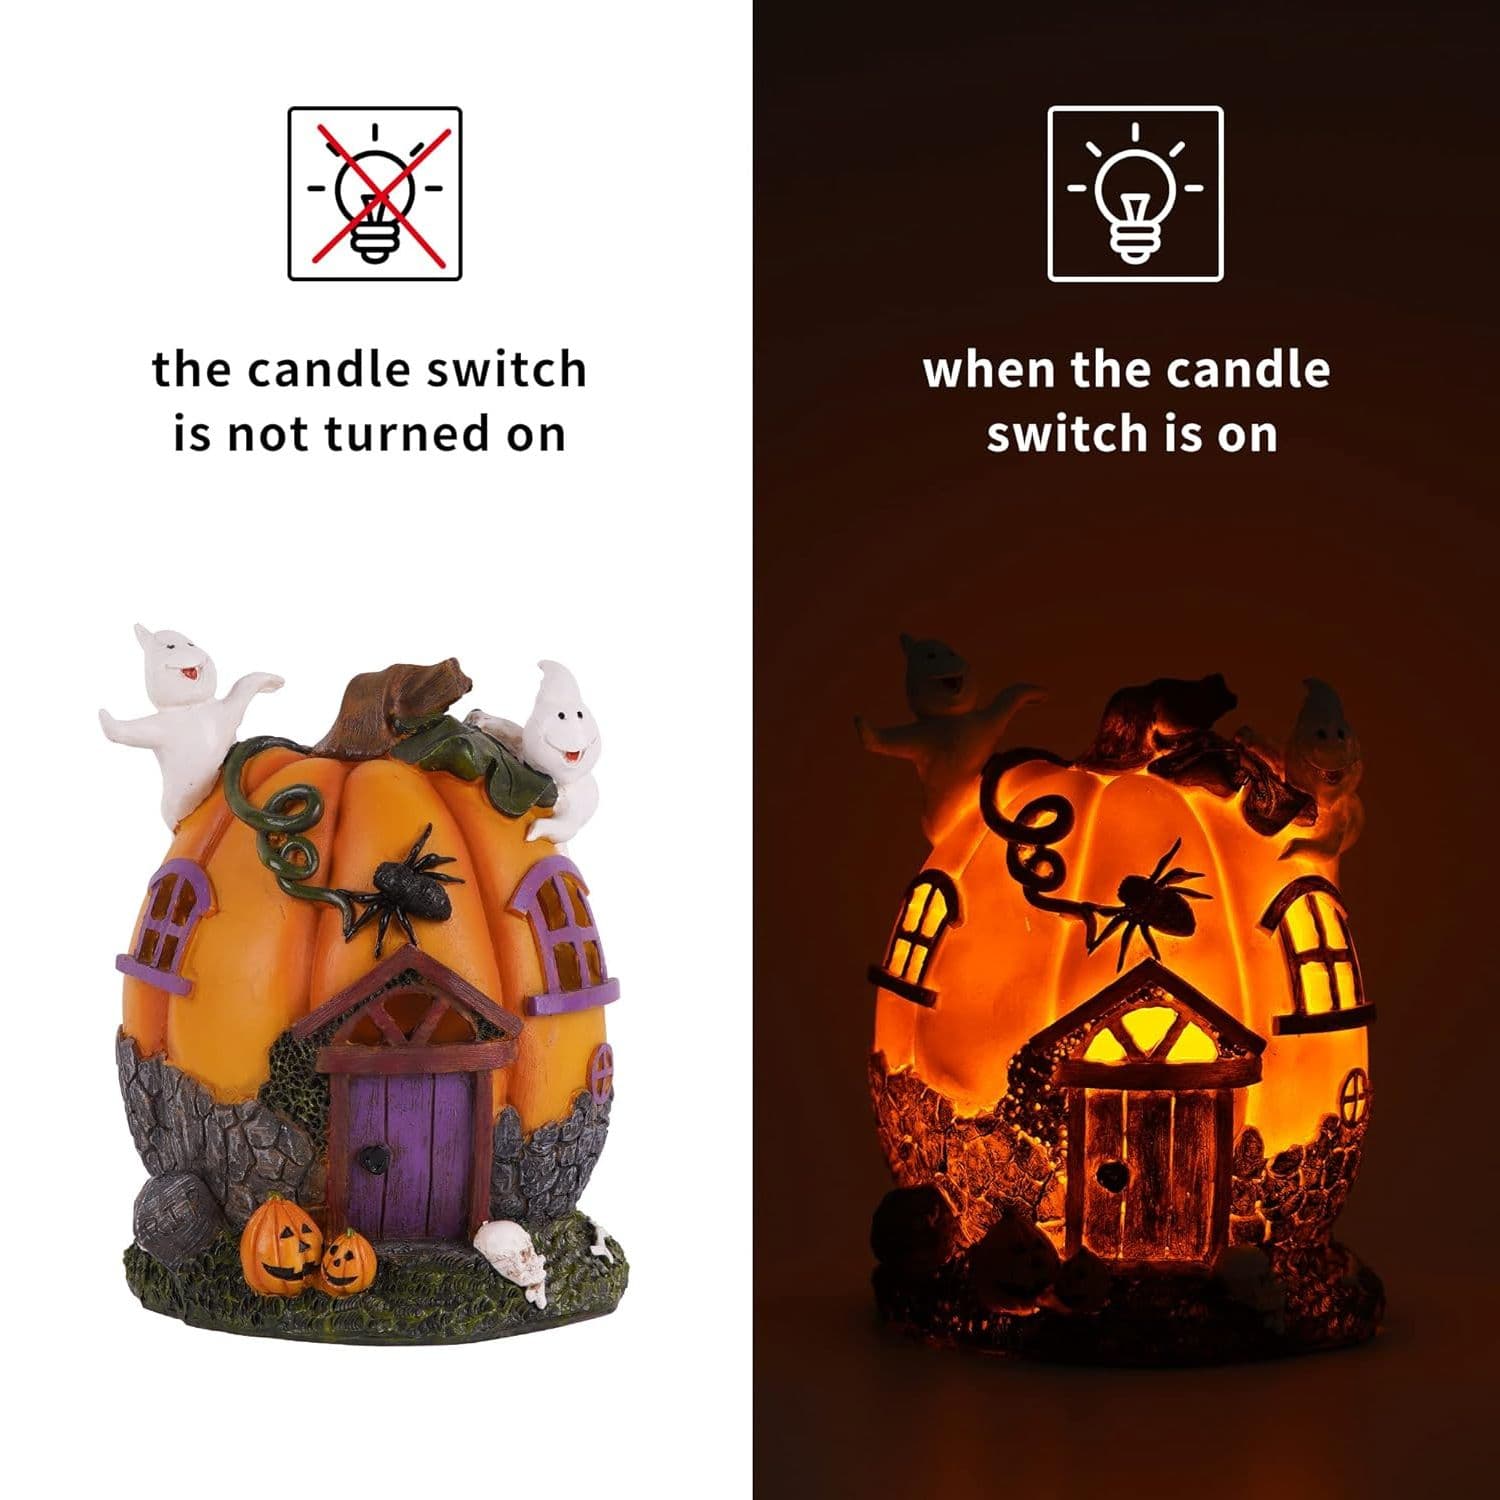 the candle switch
is not turned on
when the candle
switch is on